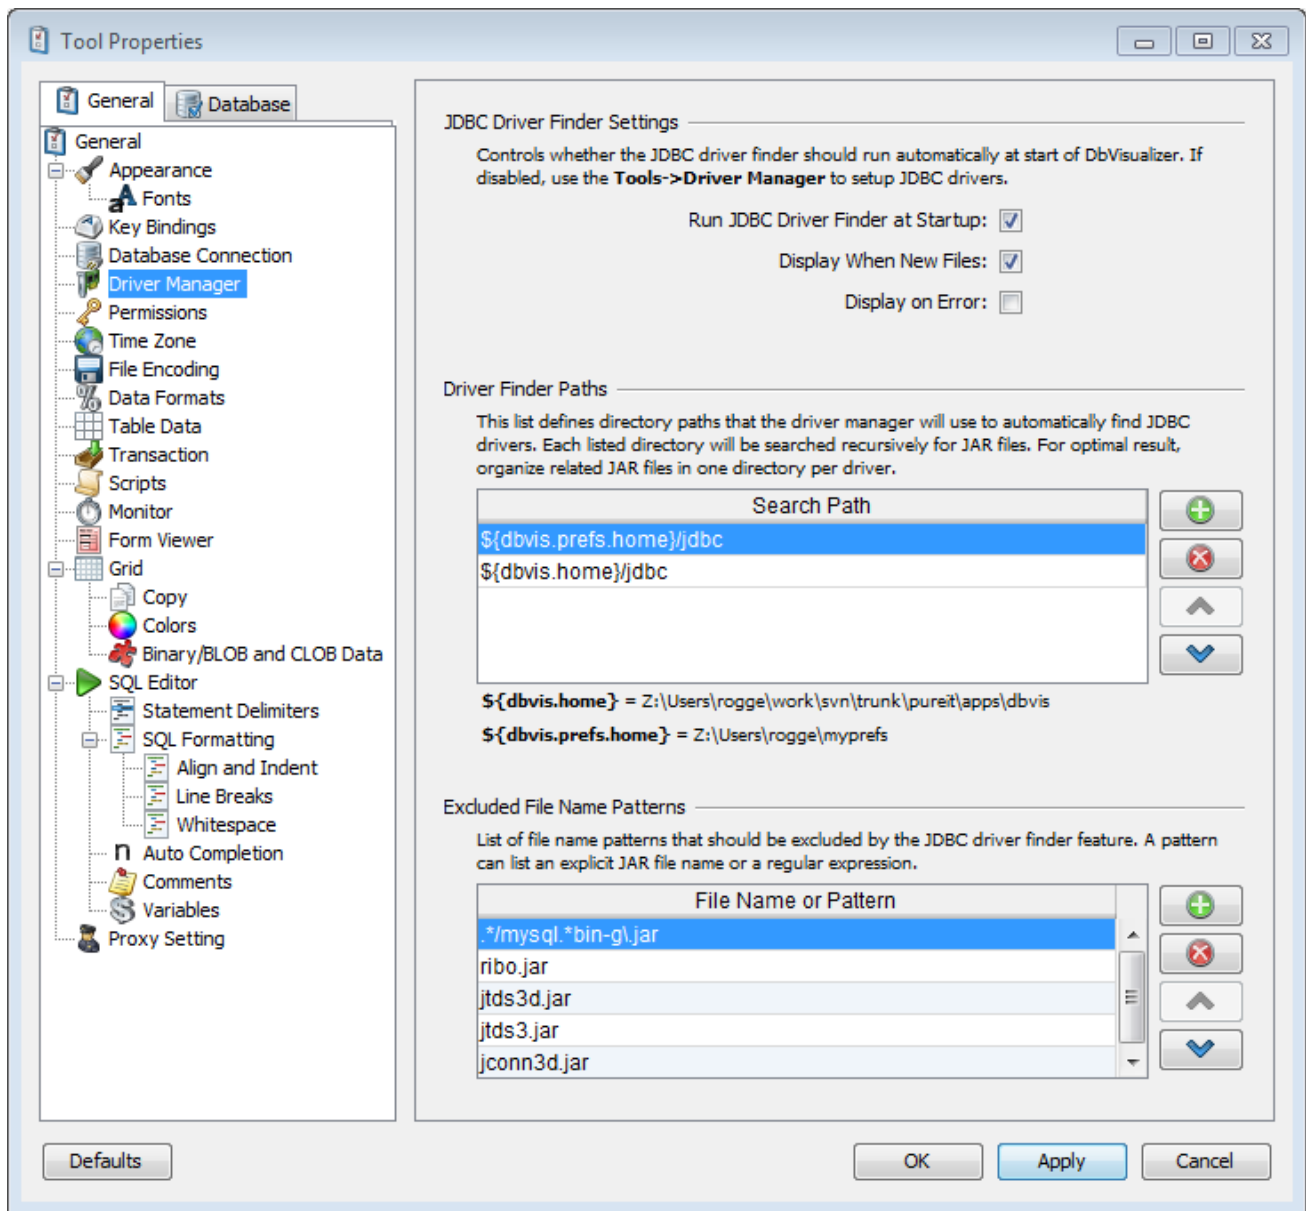 Tool Properties
General
Database
General
Appearance
Fonts
Key Bindings
Database Connection
Driver Manager
Permissions
Time Zone
File Encoding
Data Formats
Table Data
Transaction
Scripts
Monitor
Form Viewer
Grid
Copy
Colors
Binary/BLOB and CLOB Data
SQL Editor
Statement Delimiters
SQL Formatting
Align and Indent
Line Breaks
Whitespace
Auto Completion
Comments
Variables
Proxy Setting
JDBC Driver Finder Settings
Controls whether the JDBC driver finder should run automatically at start of DbVisualizer. If
disabled, use the Tools->Driver Manager to setup JDBC drivers.
Run JDBC Driver Finder at Startup:
Display When New Files:
Display on Error:
Driver Finder Paths
This list defines directory paths that the driver manager will use to automatically find JDBC
drivers. Each listed directory will be searched recursively for JAR files. For optimal result,
organize related JAR files in one directory per driver.
Search Path
${dbvis.prefs.home}/jdbc
${dbvis.home}/jdbc
${dbvis.home} = Z:\Users\rogge\work\svn\trunk\pureit\apps\dbvis
${dbvis.prefs.home} = Z:\Users\rogge\myprefs
Excluded File Name Patterns
List of file name patterns that should be excluded by the JDBC driver finder feature. A pattern
can list an explicit JAR file name or a regular expression.
File Name or Pattern
.*/mysql.*bin-g\.jar
ribo.jar
jtds3d.jar
jtds3.jar
jconn3d.jar
Defaults
OK
Apply
Cancel